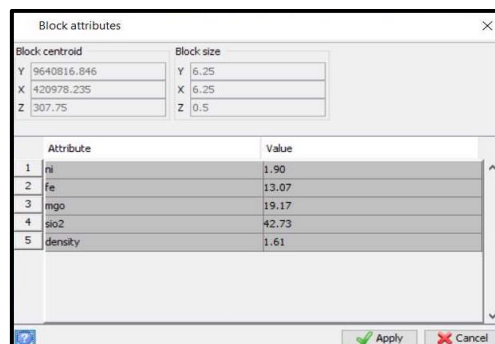 Block attributes
Block centroid Block size
Y 9640816.846 Y 6.25
X 420978.235 X 6.25
Z 307.75 Z 0.5
Attribute Value
1 ni 1.90
2 fe 13.07
3 mgo 19.17
4 sio2 42.73
5 density 1.61
Apply Cancel